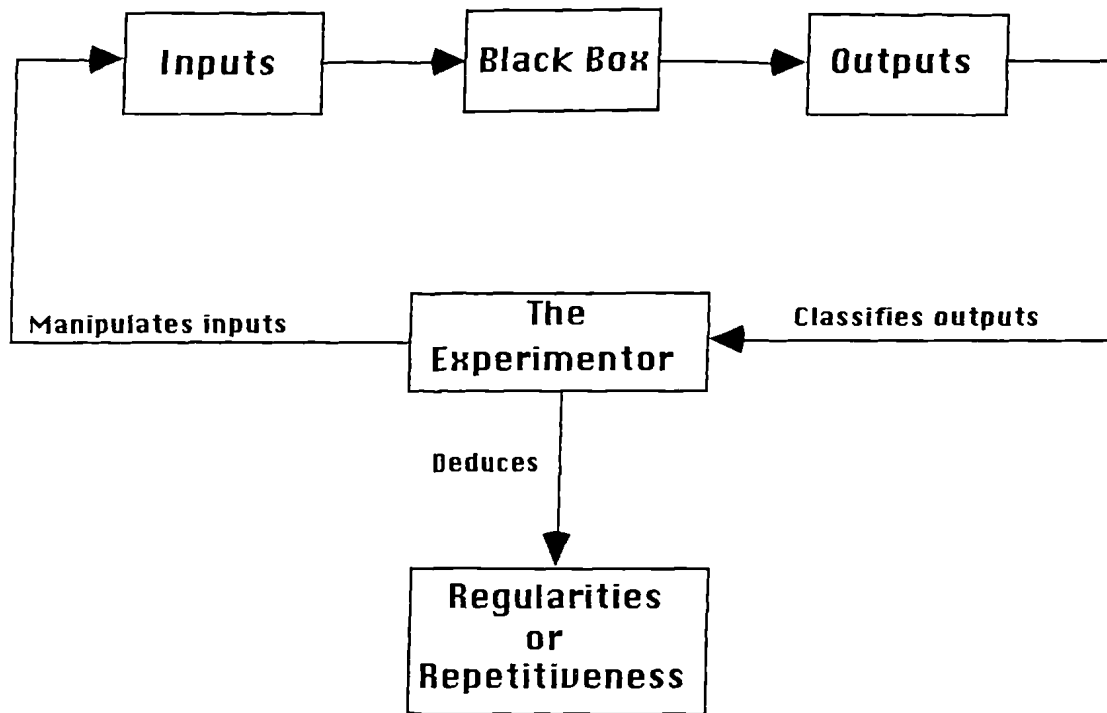 Inputs
Black Box
Outputs
Manipulates inputs
The
Experimentor
Classifies outputs
Deduces
Regularities
or
Repetitiveness